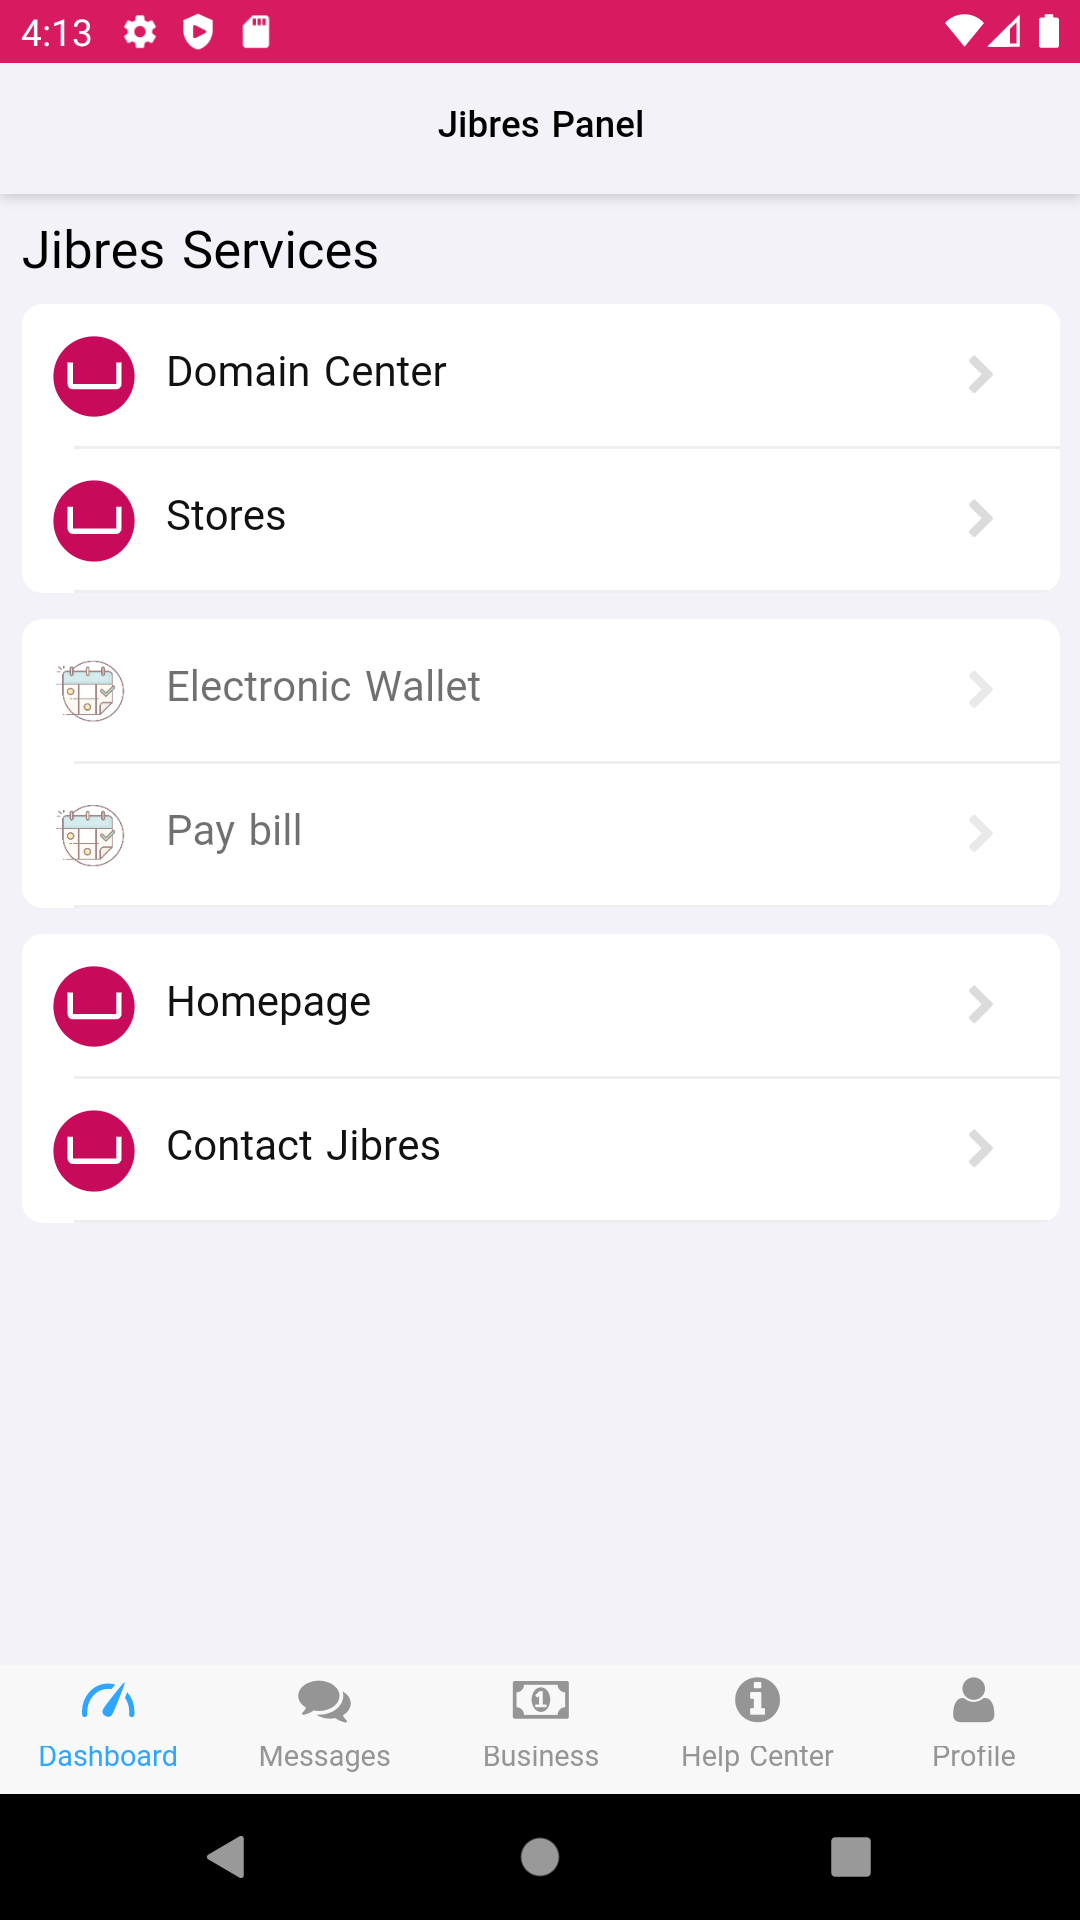 4:13
Jibres Panel
Jibres Services
Domain Center
Stores
Electronic Wallet
Pay bill
Homepage
Contact Jibres
Dashboard
Messages
Business
Help Center
Profile